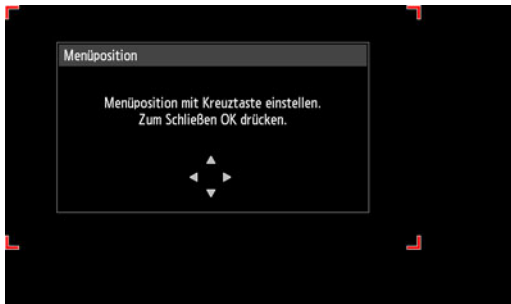 Menüposition
Menüposition mit Kreuztaste einstellen.
Zum Schließen OK drücken.